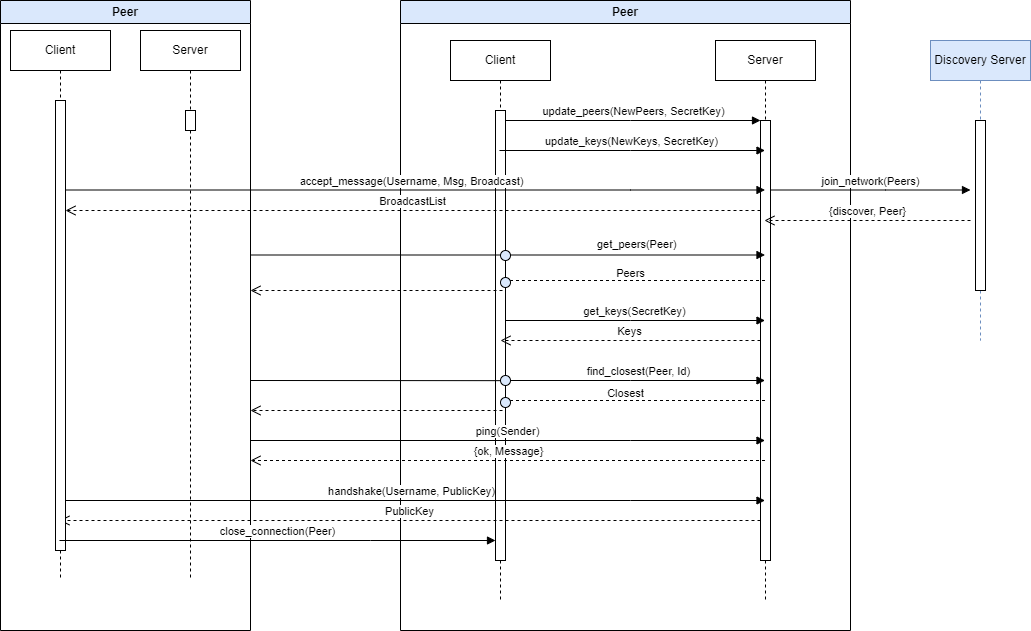 Peer
Peer
Client
Server
Client
Server
Discovery Server
update_peers(NewPeers, SecretKey)
update_keys(NewKeys, SecretKey)
accept_message(Username, Msg, Broadcast)
join_network(Peers)
BroadcastList
{discover, Peer}
get_peers(Peer)
Peers
get_keys(SecretKey)
Keys
find_closest(Peer, Id)
Closest
ping(Sender)
{ok, Message}
handshake(Username, PublicKey)
PublicKey
close_connection(Peer)